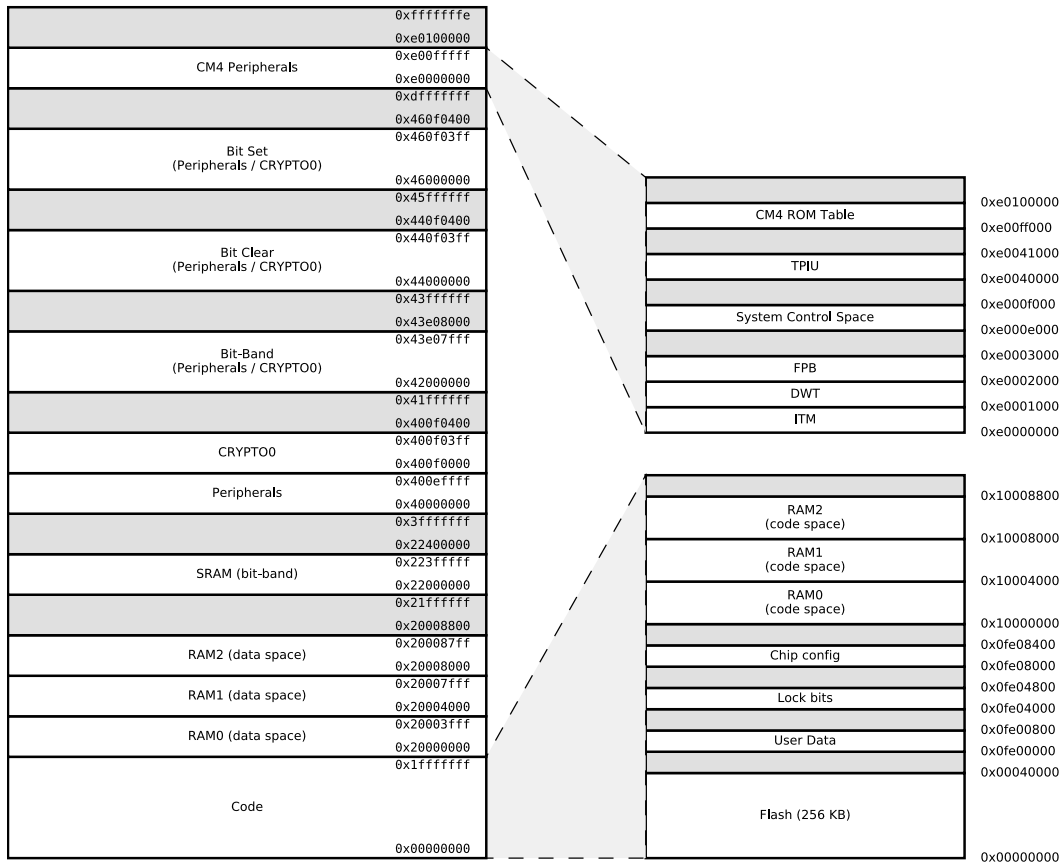 0xfffffffe
0xe0100000
0xe00fffff
CM4 Peripherals
0xe0000000
0xdfffffff
0x460f0400
0x460f03ff
Bit Set
(Peripherals / CRYPTO0)
0x46000000
0x45ffffff
0x440f0400
0x440f03ff
Bit Clear
(Peripherals / CRYPTO0)
0x44000000
0x43ffffff
0x43e08000
0x43e07fff
Bit-Band
(Peripherals / CRYPTO0)
0x42000000
0x41ffffff
0x400f0400
0x400f03ff
CRYPTO0
0x400f0000
0x400effff
Peripherals
0x40000000
0x3fffffff
0x22400000
0x223fffff
SRAM (bit-band)
0x22000000
0x21ffffff
0x20008800
0x200087ff
RAM2 (data space)
0x20008000
0x20007fff
RAM1 (data space)
0x20004000
0x20003fff
RAM0 (data space)
0x20000000
0x1fffffff
Code
0x00000000
0xe0100000
CM4 ROM Table
0xe00ff000
0xe0041000
TPIU
0xe0040000
0xe000f000
System Control Space
0xe000e000
0xe0003000
FPB
0xe0002000
DWT
0xe0001000
ITM
0xe0000000
0x10008800
RAM2
(code space)
0x10008000
RAM1
(code space)
0x10004000
RAM0
(code space)
0x10000000
0x0fe08400
Chip config
0x0fe08000
0x0fe04800
Lock bits
0x0fe04000
0x0fe00800
User Data
0x0fe00000
0x00040000
Flash (256 KB)
0x00000000